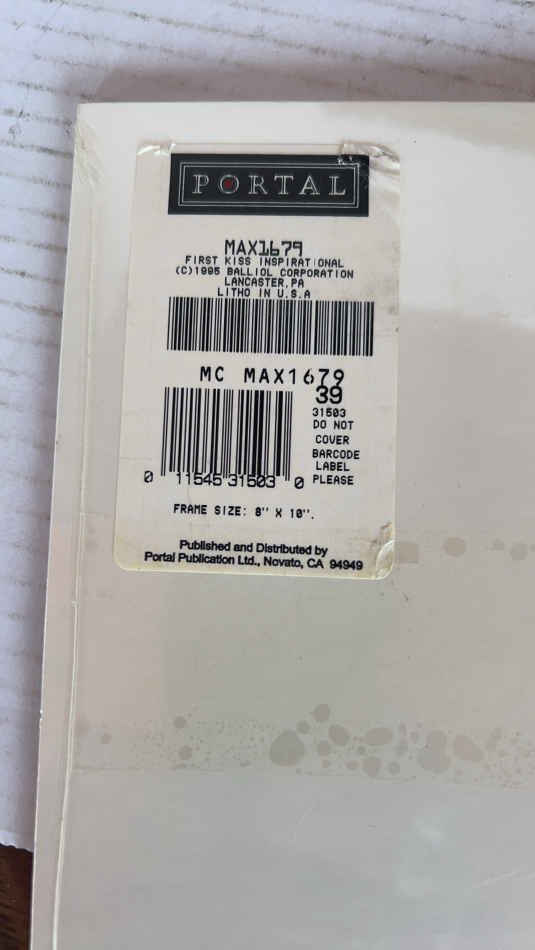 PORTAL
MAX1679
FIRST KISS INSPIRATIONAL
(C)1995 BALLIOL CORPORATION
LANCASTER,PA
LITHO IN U.S.A
MC MAX1679
39
31503
DO NOT
COVER
BARCODE
LABEL
PLEASE
0 11545 31503 0
FRAME SIZE: 8" X 10".
Published and Distributed by
Portal Publication Ltd., Novato, CA 94949